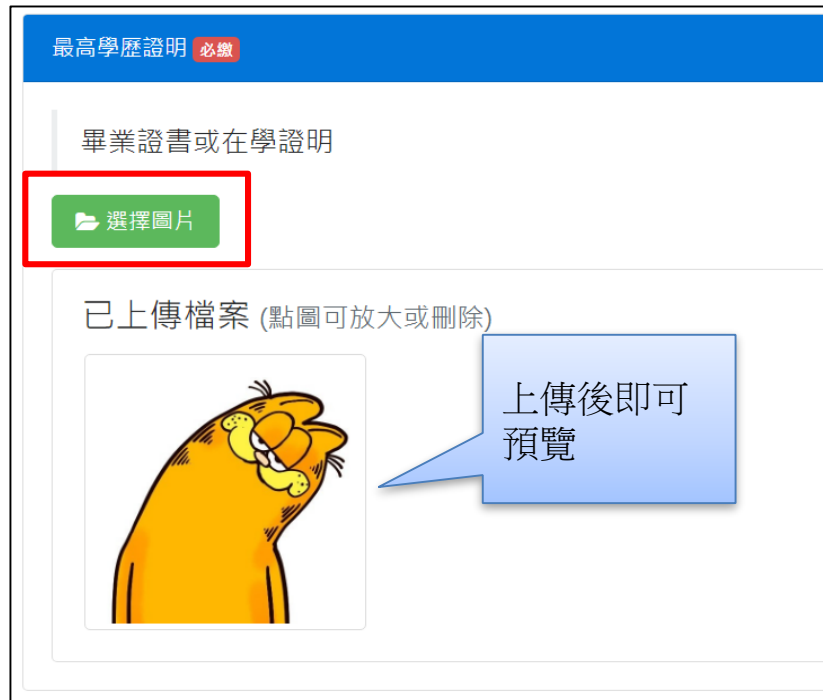 最高學歷證明 必繳
畢業證書或在學證明
選擇圖片
已上傳檔案 (點圖可放大或刪除)
上傳後即可
預覽